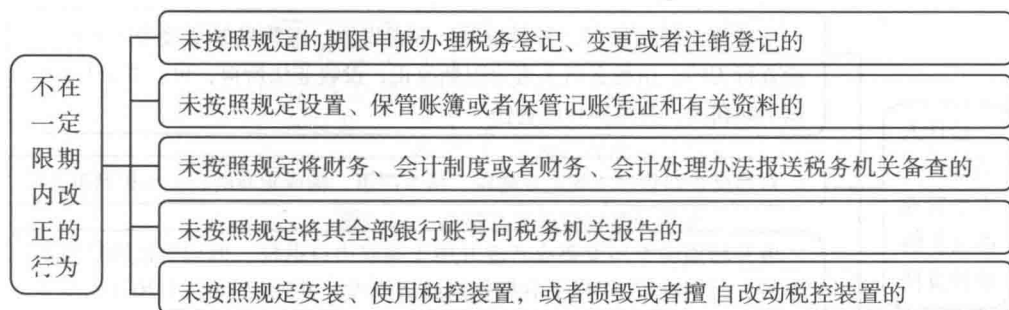 不在
一定
限期
内改
正的
行为
未按照规定的期限申报办理税务登记、变更或者注销登记的
未按照规定设置、保管账簿或者保管记账凭证和有关资料的
未按照规定将财务、会计制度或者财务、会计处理办法报送税务机关备查的
未按照规定将其全部银行账号向税务机关报告的
未按照规定安装、使用税控装置，或者损毁或者擅自改动税控装置的